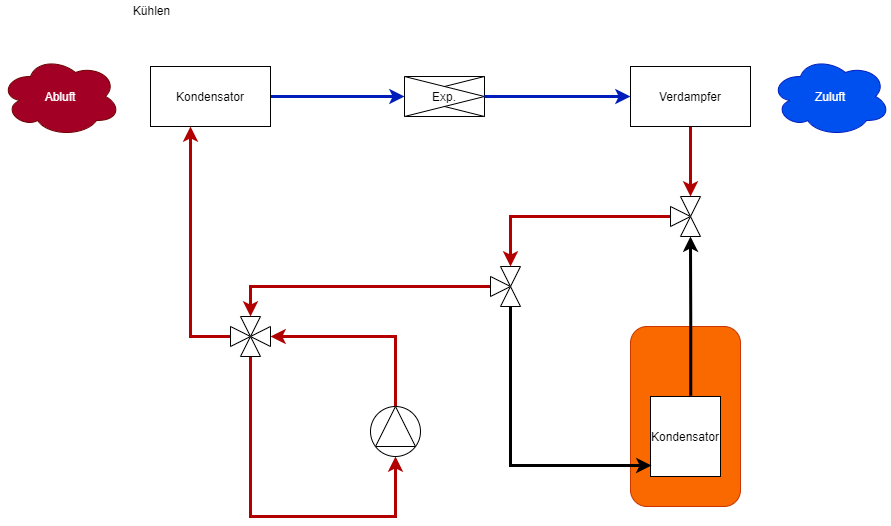 Kühlen
Abluft
Kondensator
Exp.
Verdampfer
Zuluft
Kondensator